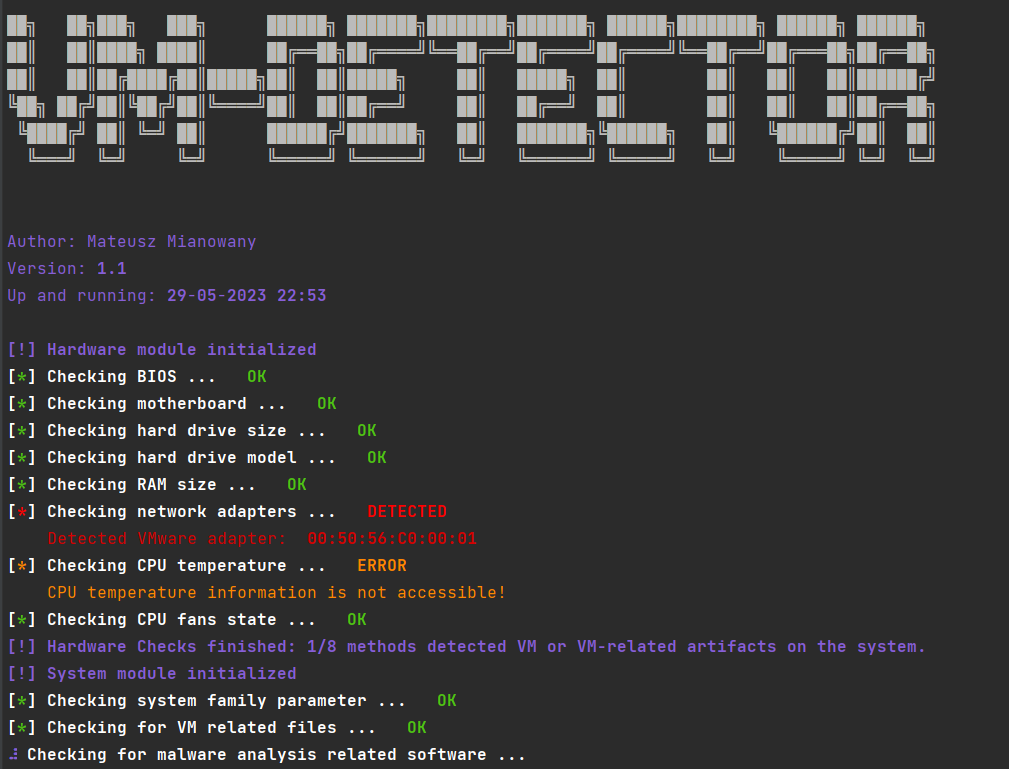 VM-DETECTOR
Author: Mateusz Mianowany
Version: 1.1
Up and running: 29-05-2023 22:53
[!] Hardware module initialized
[*] Checking BIOS ... OK
[*] Checking motherboard ... OK
[*] Checking hard drive size ... OK
[*] Checking hard drive model ... OK
[*] Checking RAM size ... OK
[*] Checking network adapters ... DETECTED
Detected VMware adapter: 00:50:56:C0:00:01
[*] Checking CPU temperature ... ERROR
CPU temperature information is not accessible!
[*] Checking CPU fans state ... OK
[!] Hardware Checks finished: 1/8 methods detected VM or VM-related artifacts on the system.
[!] System module initialized
[*] Checking system family parameter ... OK
[*] Checking for VM related files ... OK
Checking for malware analysis related software ...